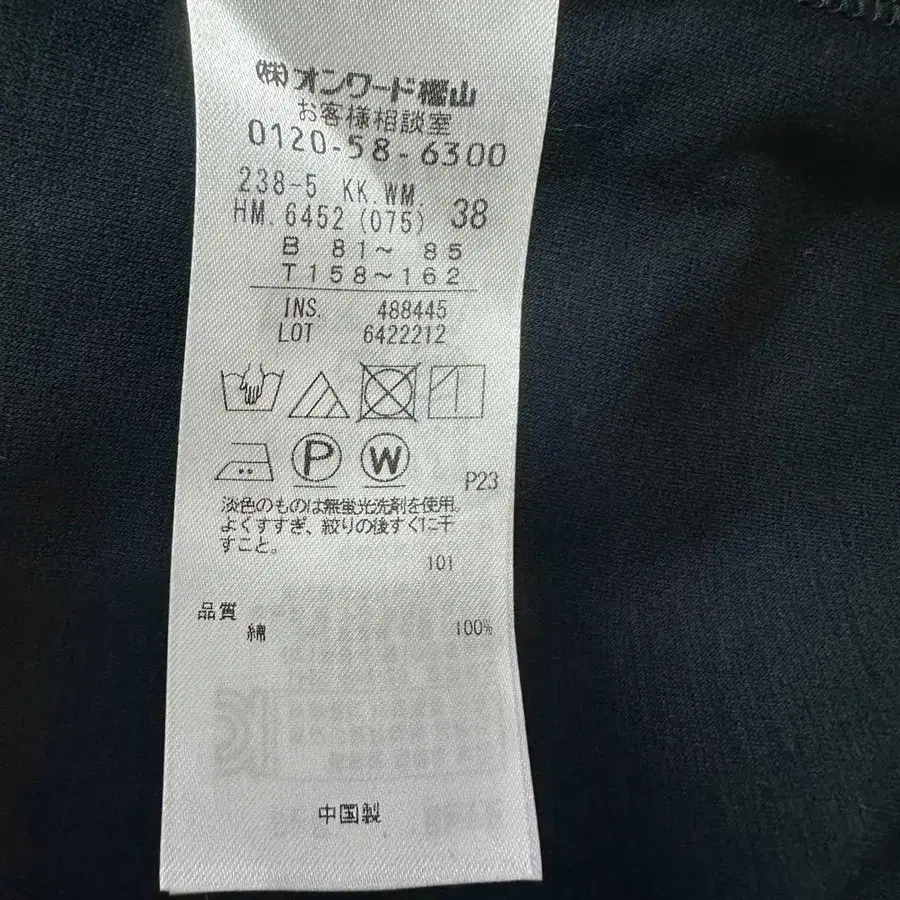 ㈱オンワード樫山
お客様相談室
0120-58-6300
238-5 KK.WM.
HM.6452(075) 38
B 81〜 85
T158〜162
INS. 488445
LOT 6422212
P W
P23
淡色のものは無蛍光洗剤を使用。
よくすすぎ、絞りの後すぐに干
すこと。
101
品質
綿 100%
中国製